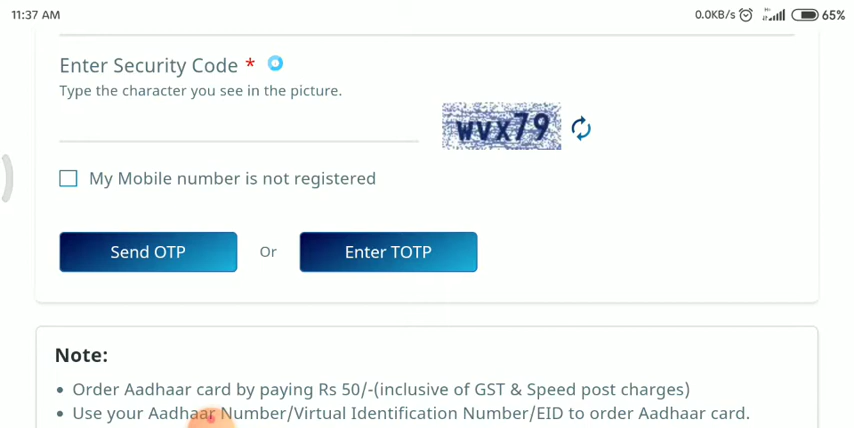 11:37 AM
0.0KB/s
65%
Enter Security Code *
Type the character you see in the picture.
wvx79
My Mobile number is not registered
Send OTP Or Enter TOTP
Note:
• Order Aadhaar card by paying Rs 50/-(inclusive of GST & Speed post charges)
• Use your Aadhaar Number/Virtual Identification Number/EID to order Aadhaar card.